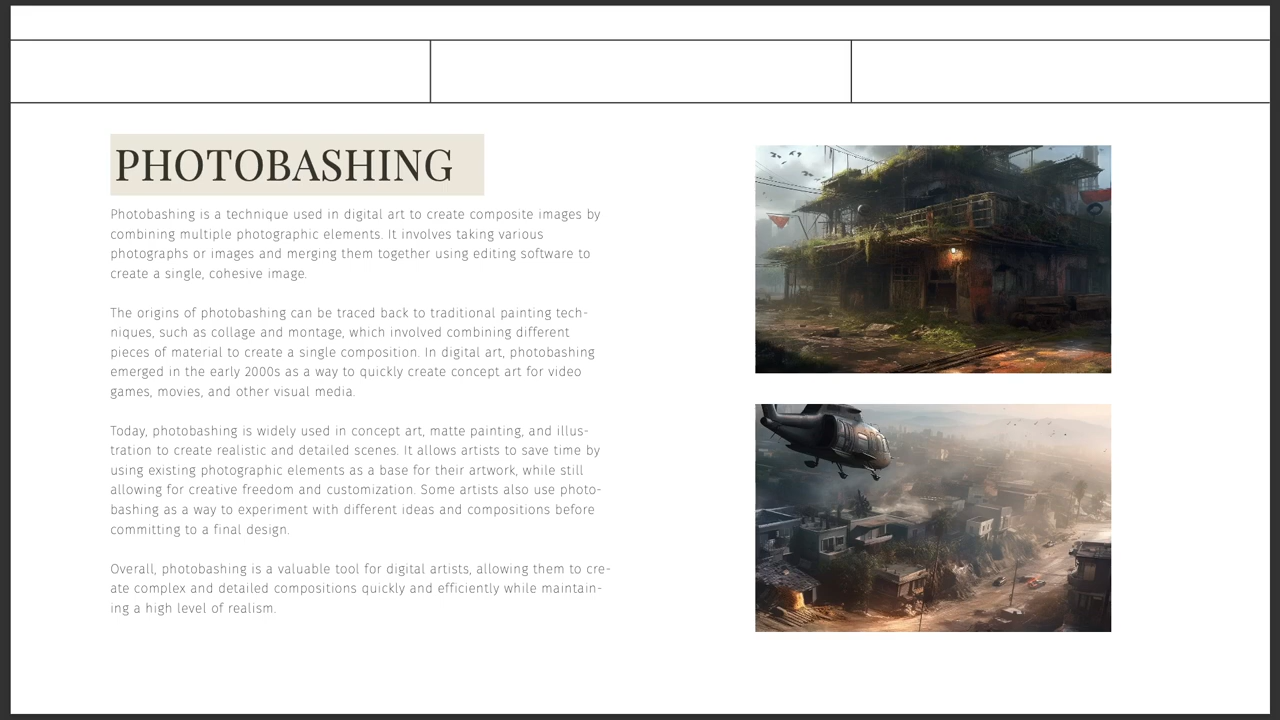 PHOTOBASHING
Photobashing is a technique used in digital art to create composite images by
combining multiple photographic elements. It involves taking various
photographs or images and merging them together using editing software to
create a single, cohesive image.
The origins of photobashing can be traced back to traditional painting tech-
niques, such as collage and montage, which involved combining different
pieces of material to create a single composition. In digital art, photobashing
emerged in the early 2000s as a way to quickly create concept art for video
games, movies, and other visual media.
Today, photobashing is widely used in concept art, matte painting, and illus-
tration to create realistic and detailed scenes. It allows artists to save time by
using existing photographic elements as a base for their artwork, while still
allowing for creative freedom and customization. Some artists also use photo-
bashing as a way to experiment with different ideas and compositions before
committing to a final design.
Overall, photobashing is a valuable tool for digital artists, allowing them to cre-
ate complex and detailed compositions quickly and efficiently while maintain-
ing a high level of realism.